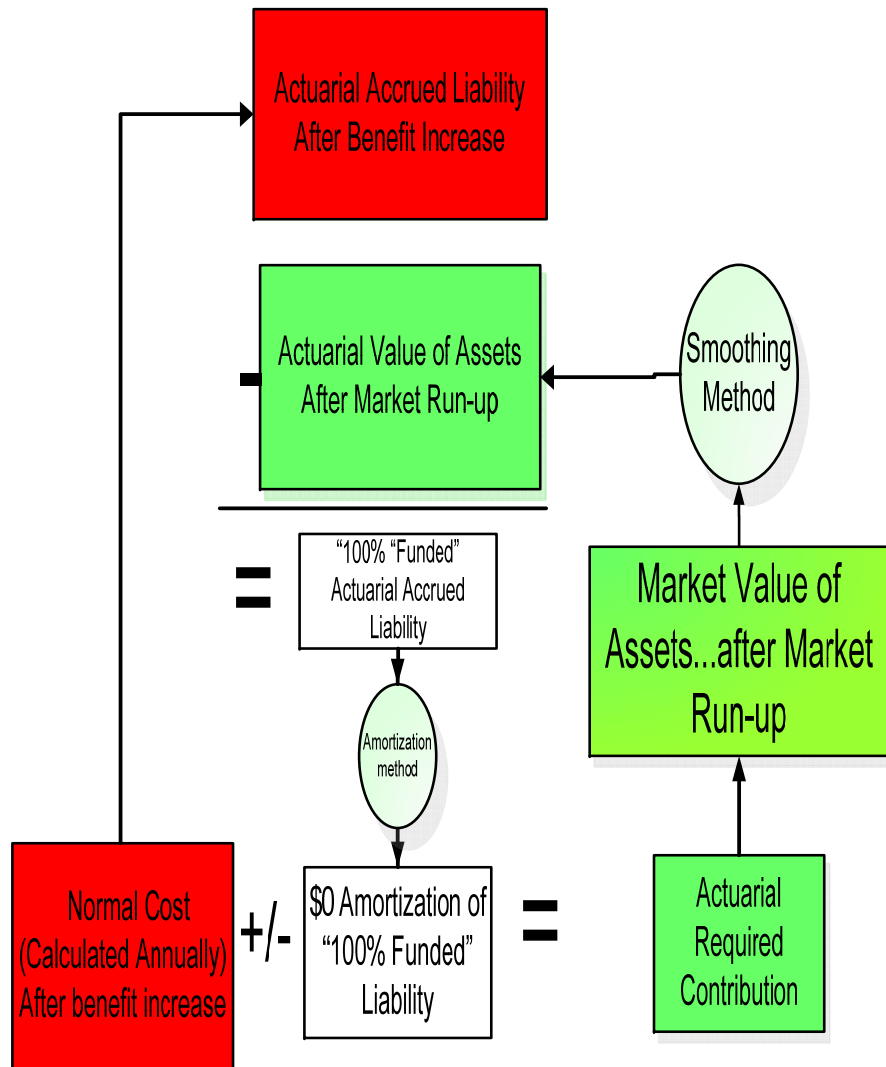 Actuarial Accrued Liability
After Benefit Increase
-
Actuarial Value of Assets
After Market Run-up
Smoothing
Method
=
“100% “Funded”
Actuarial Accrued
Liability
Market Value of
Assets...after Market
Run-up
Amortization
method
Normal Cost
(Calculated Annually)
After benefit increase
+/-
$0 Amortization of
“100% Funded”
Liability
=
Actuarial
Required
Contribution